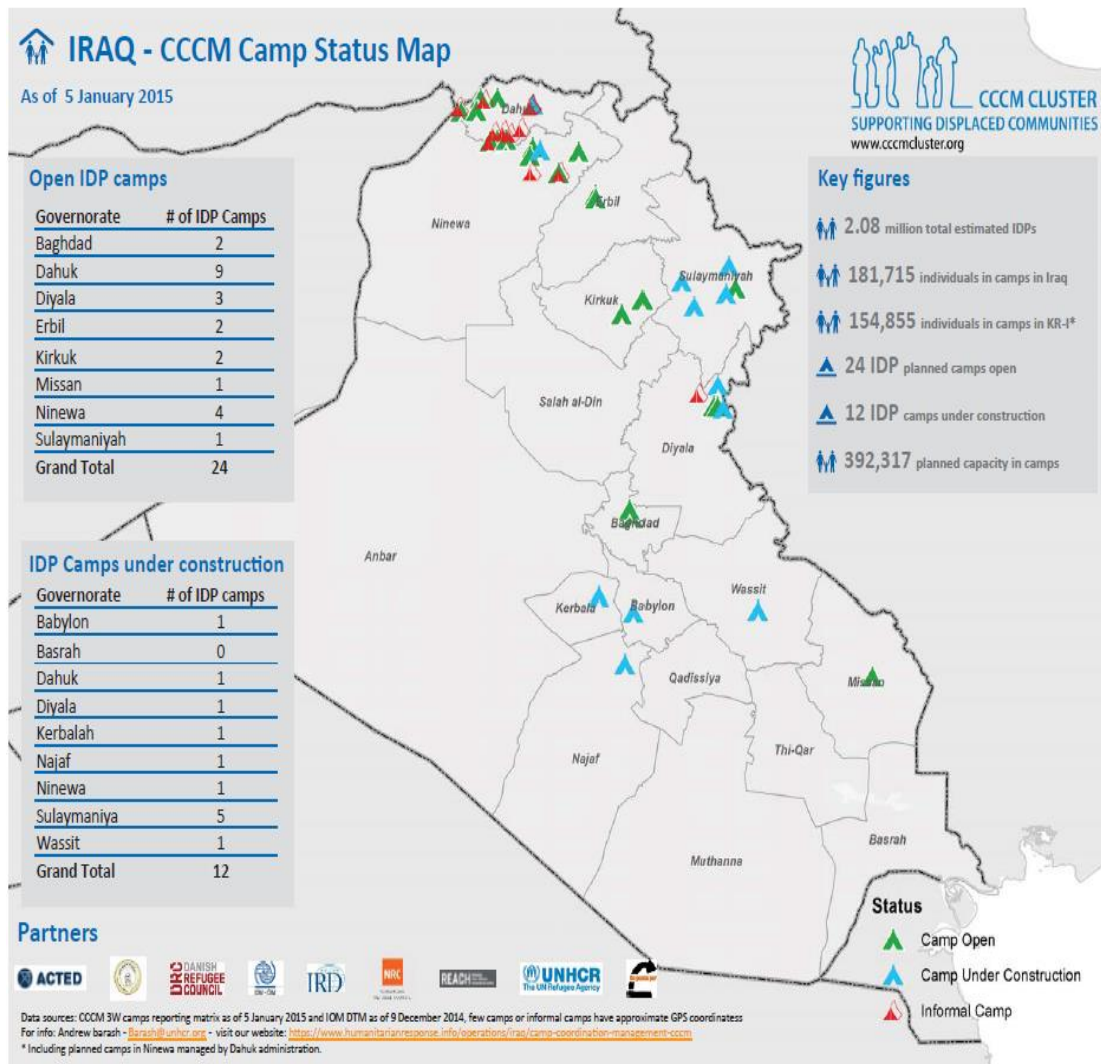 IRAQ - CCCM Camp Status Map
As of 5 January 2015
CCCM CLUSTER
SUPPORTING DISPLACED COMMUNITIES
www.cccmcluster.org
Open IDP camps
Governorate # of IDP Camps
Baghdad 2
Dahuk 9
Diyala 3
Erbil 2
Kirkuk 2
Missan 1
Ninewa 4
Sulaymaniyah 1
Grand Total 24
IDP Camps under construction
Governorate # of IDP camps
Babylon 1
Basrah 0
Dahuk 1
Diyala 1
Kerbalah 1
Najaf 1
Ninewa 1
Sulaymaniya 5
Wassit 1
Grand Total 12
Key figures
2.08 million total estimated IDPs
181,715 individuals in camps in Iraq
154,855 individuals in camps in KR-I*
24 IDP planned camps open
12 IDP camps under construction
392,317 planned capacity in camps
Dahuk
Ninewa
Erbil
Sulaymaniyah
Kirkuk
Salah al-Din
Diyala
Baghdad
Anbar
Wassit
Kerbala
Babylon
Qadissiya
Missan
Najaf
Thi-Qar
Basrah
Muthanna
Status
Camp Open
Camp Under Construction
Informal Camp
Partners
ACTED
DRC DANISH
REFUGEE
COUNCIL
IRD
NRC
REACH
UNHCR
The UN Refugee Agency
Data sources: CCCM 3W camps reporting matrix as of 5 January 2015 and IOM DTM as of 9 December 2014, few camps or informal camps have approximate GPS coordinatess
For info: Andrew barash - Barash@unhcr.org - visit our website: https://www.humanitarianresponse.info/operations/iraq/camp-coordination-management-cccm
* Including planned camps in Ninewa managed by Dahuk administration.